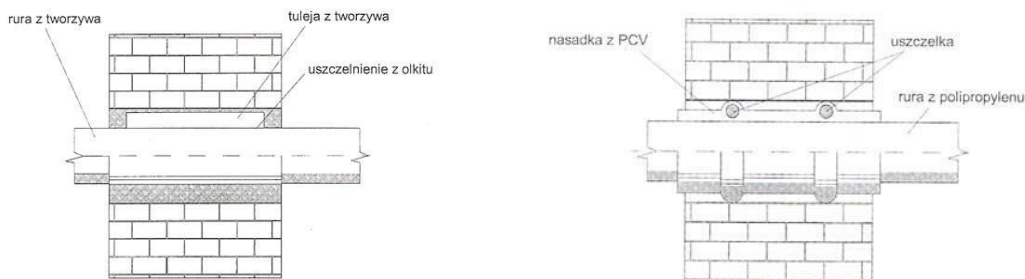 rura z tworzywa
tuleja z tworzywa
uszczelnienie z olkitu
nasadka z PCV
uszczelka
rura z polipropylenu